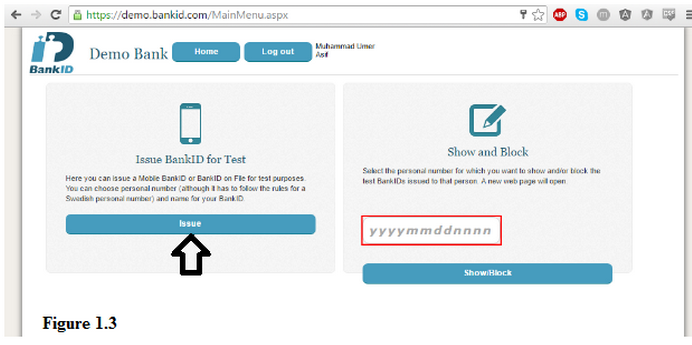 https://demo.bankid.com/MainMenu.aspx
BankID
Demo Bank
Home
Log out
Muhammad Umer
Asif
Issue BankID for Test
Here you can issue a Mobile BankID or BankID on File for test purposes.
You can choose personal number (although it has to follow the rules for a
Swedish personal number) and name for your BankID.
Issue
Show and Block
Select the personal number for which you want to show and/or block the
test BankIDs issued to that person. A new web page will open.
yyyymmddnnnn
Show/Block
Figure 1.3